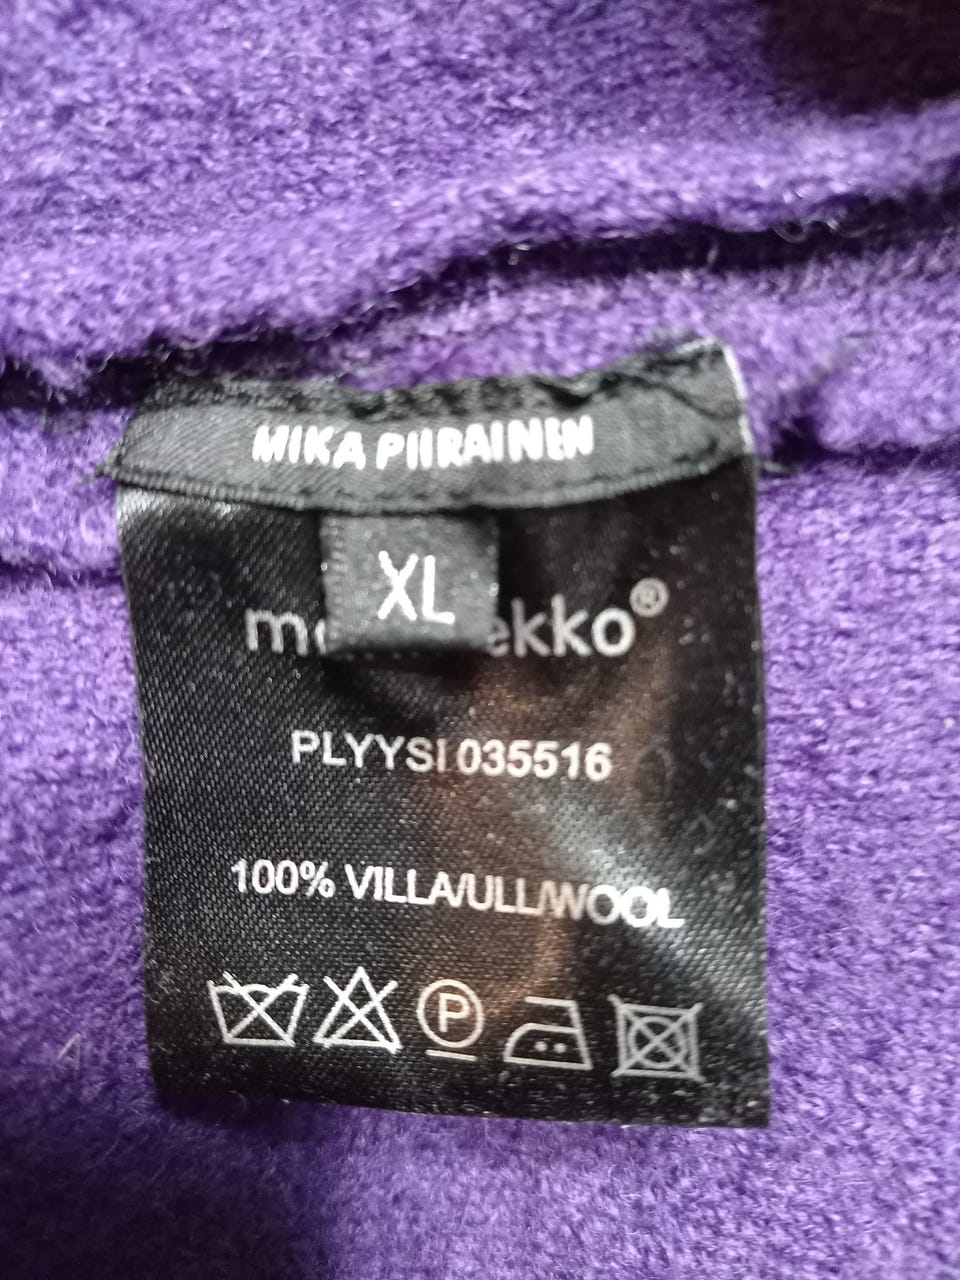 MIKA PIIRAINEN
XL
PLYYSI 035516
100% VILLA/ULL/WOOL
P